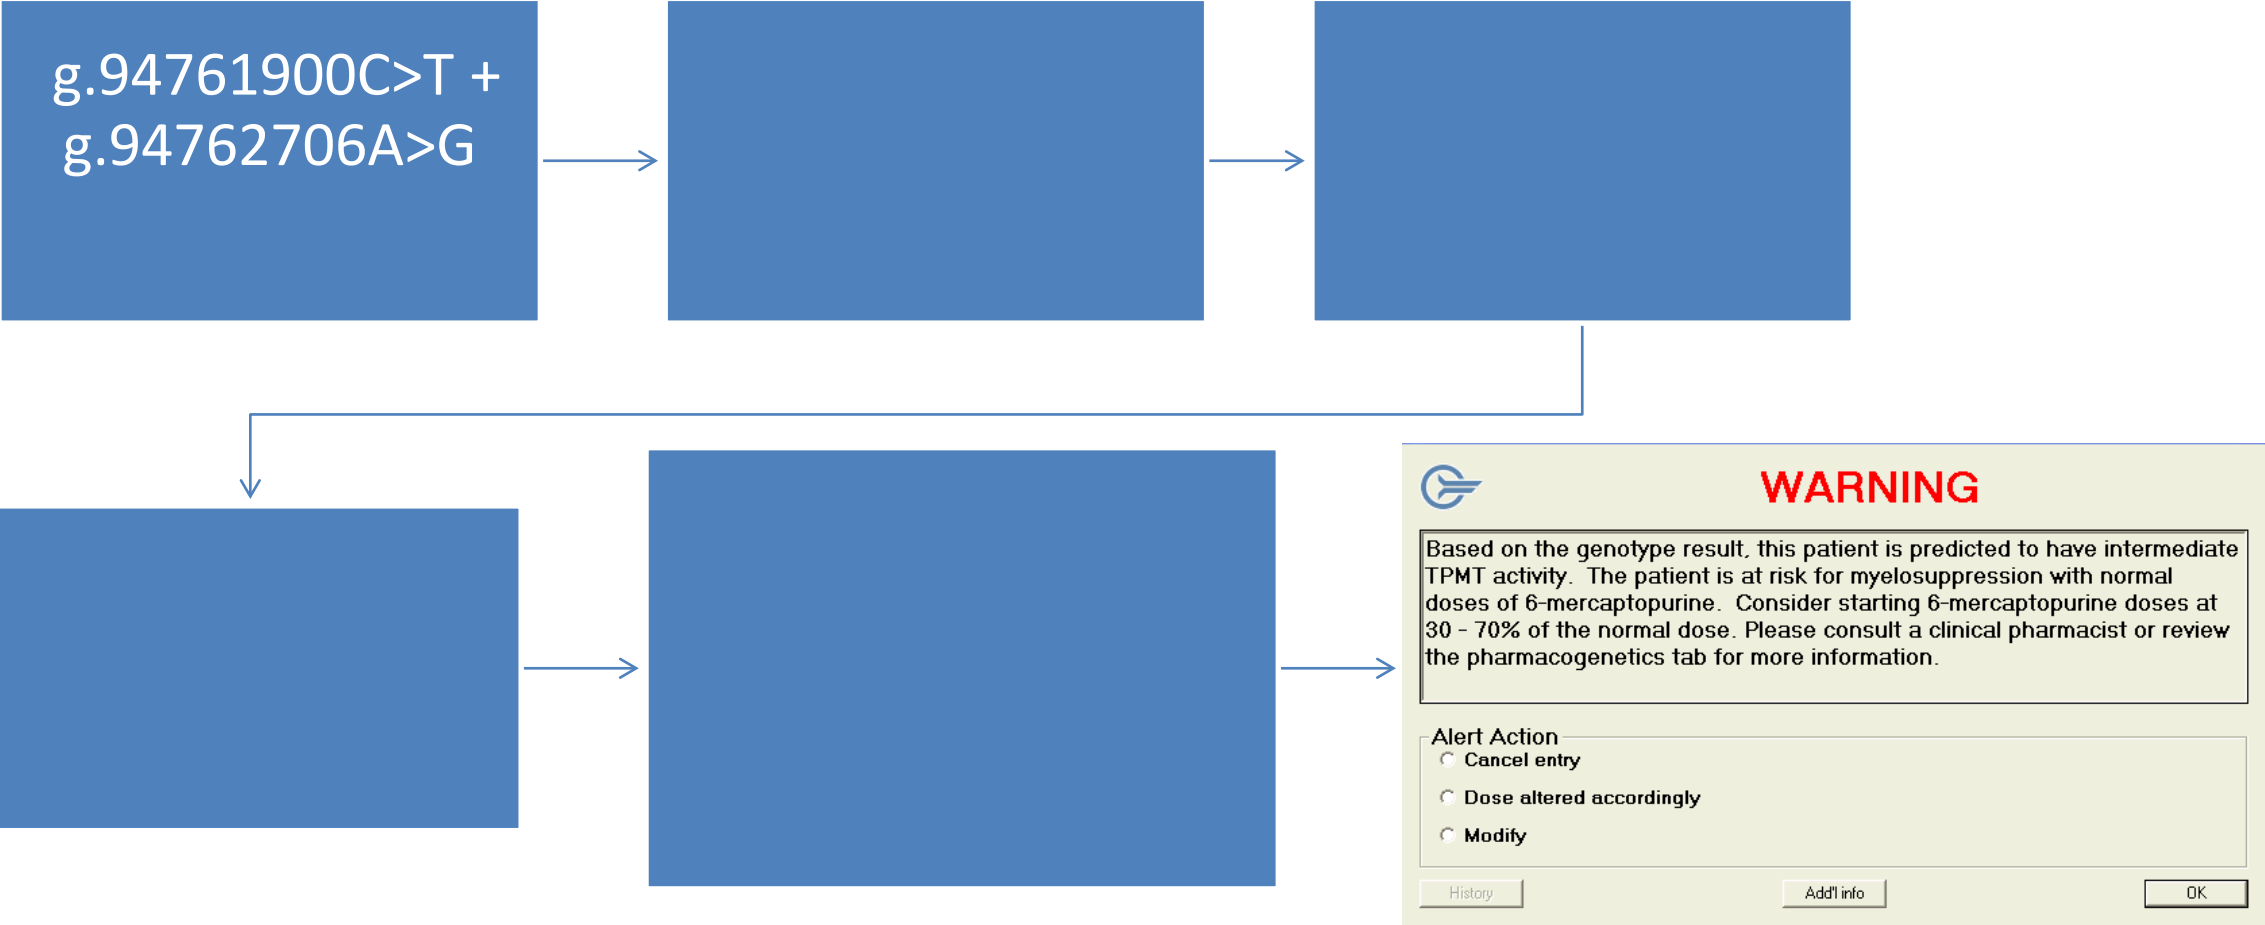 g.94761900C>T +
g.94762706A>G
WARNING
Based on the genotype result, this patient is predicted to have intermediate
TPMT activity.  The patient is at risk for myelosuppression with normal
doses of 6-mercaptopurine.  Consider starting 6-mercaptopurine doses at
30 - 70% of the normal dose. Please consult a clinical pharmacist or review
the pharmacogenetics tab for more information.
Alert Action
Cancel entry
Dose altered accordingly
Modify
History
Add'l info
OK